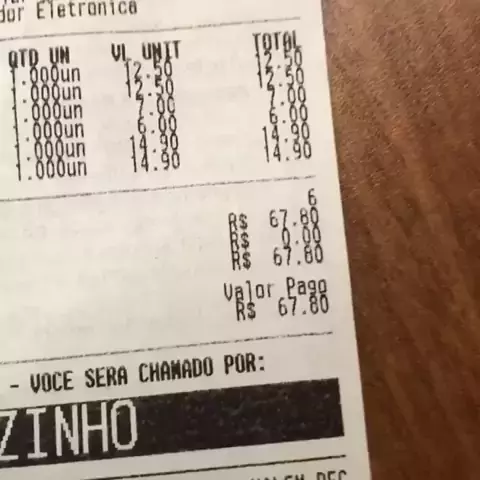 dor Eletronica
QTD UN VL UNIT TOTAL
1.000un 12.50 12.50
1.000un 12.50 12.50
1.000un 7.00 7.00
1.000un 6.00 6.00
1.000un 14.90 14.90
1.000un 14.90 14.90
6
R$ 67.80
R$ 0.00
R$ 67.80
Valor Pago
R$ 67.80
- VOCE SERA CHAMADO POR:
ZINHO